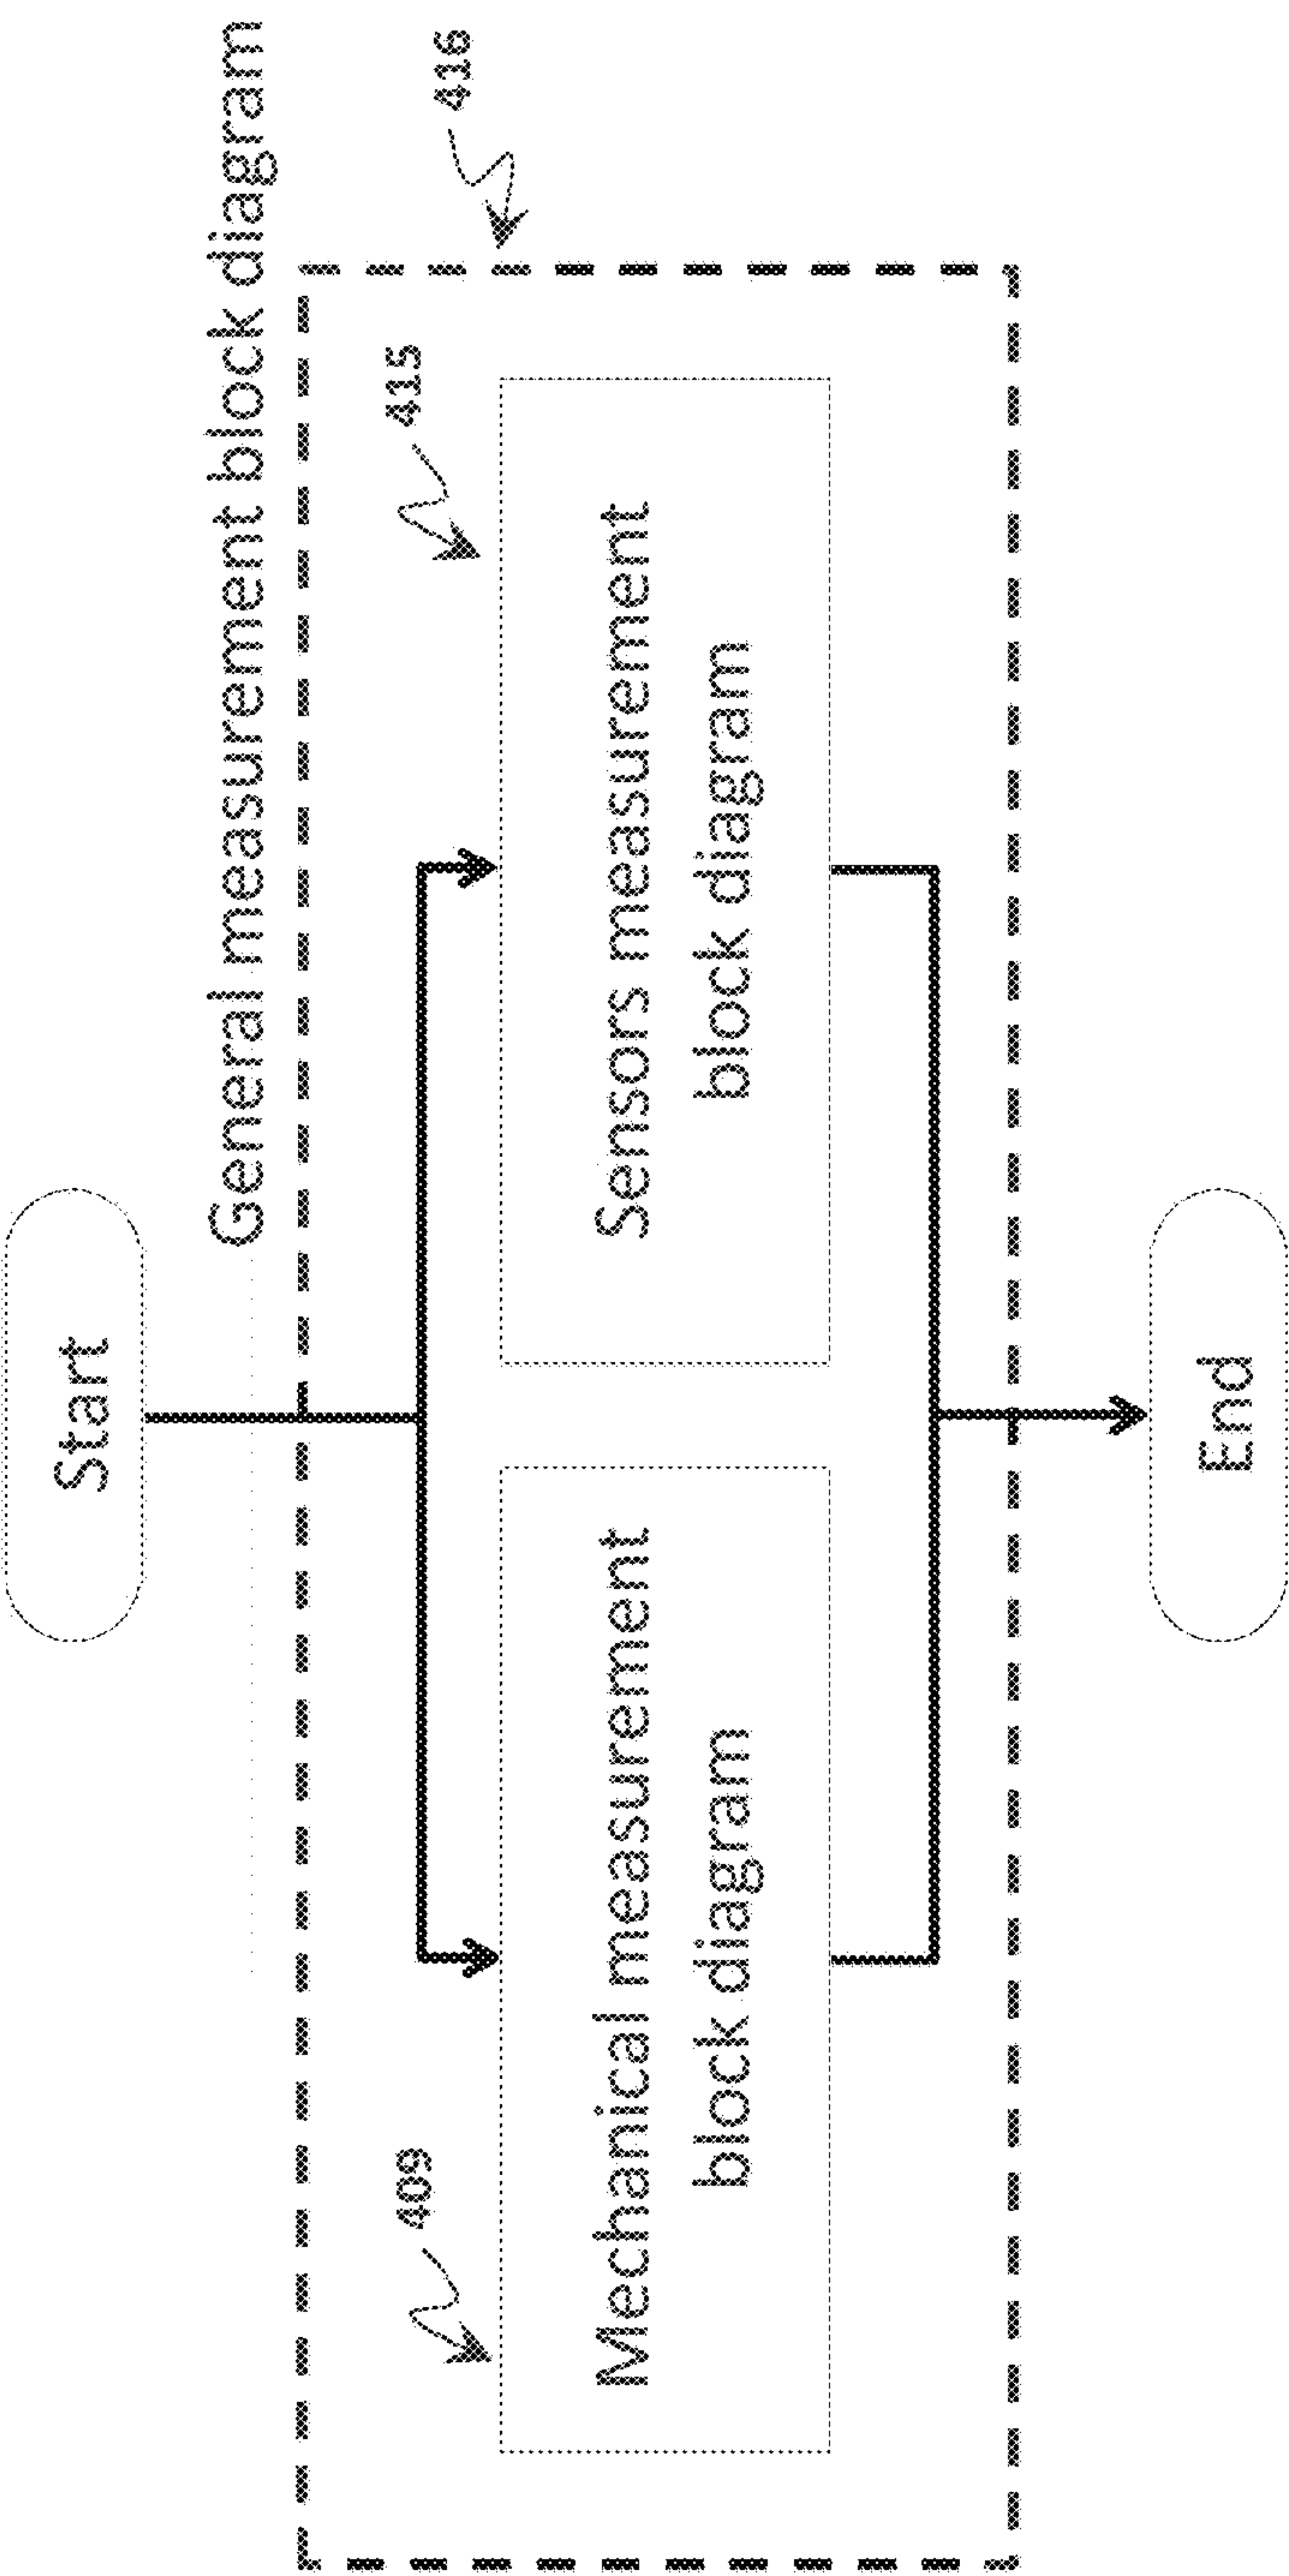 Start
General measurement block diagram
416
415
409
Mechanical measurement
block diagram
Sensors measurement
block diagram
End